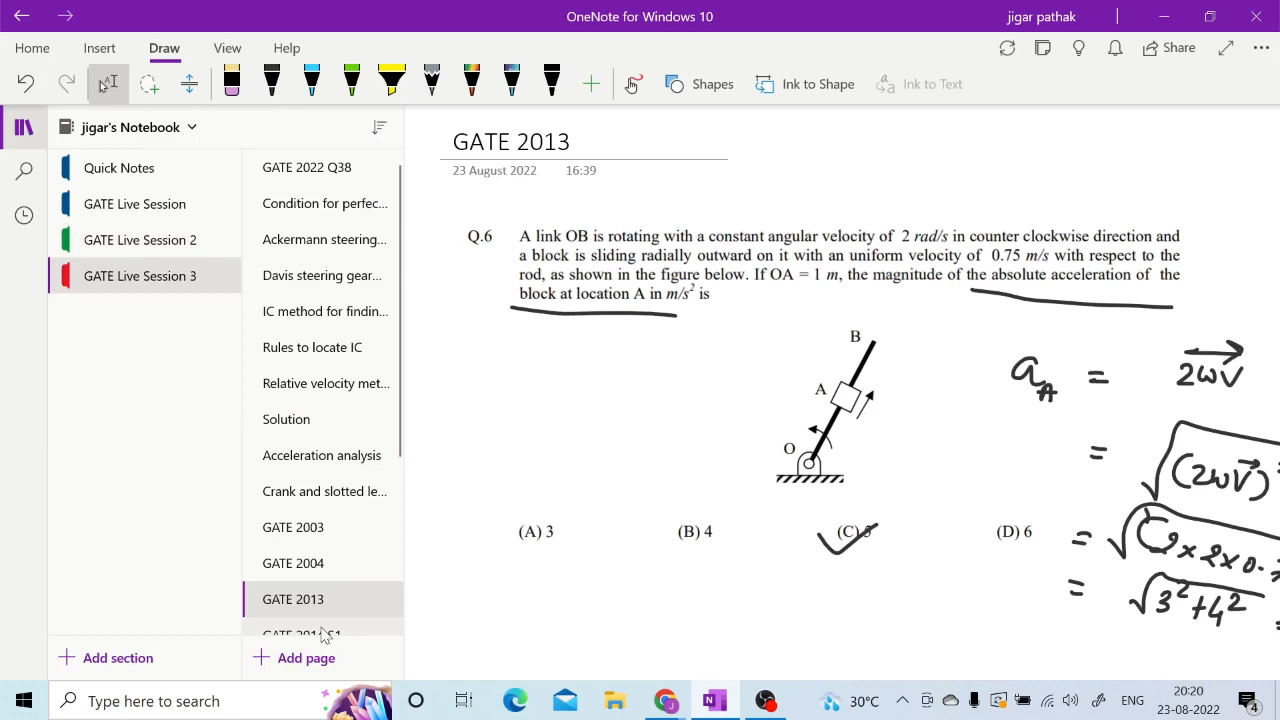 OneNote for Windows 10
jigar pathak
Home Insert Draw View Help
Share
Shapes Ink to Shape Ink to Text
jigar's Notebook
Quick Notes
GATE Live Session
GATE Live Session 2
GATE Live Session 3
GATE 2022 Q38
Condition for perfec...
Ackermann steering...
Davis steering gear...
IC method for findin...
Rules to locate IC
Relative velocity met...
Solution
Acceleration analysis
Crank and slotted le...
GATE 2003
GATE 2004
GATE 2013
Add section
Add page
GATE 2013
23 August 2022 16:39
Q.6 A link OB is rotating with a constant angular velocity of 2 rad/s in counter clockwise direction and
a block is sliding radially outward on it with an uniform velocity of 0.75 m/s with respect to the
rod, as shown in the figure below. If OA = 1 m, the magnitude of the absolute acceleration of the
block at location A in m/s² is
B
A
O
(A) 3 (B) 4 (C) 5 (D) 6
a_A = 2ωV
= √(2ωV)
= √(2×2×0.
= √3²+4²
Type here to search
30°C
ENG
20:20
23-08-2022
4